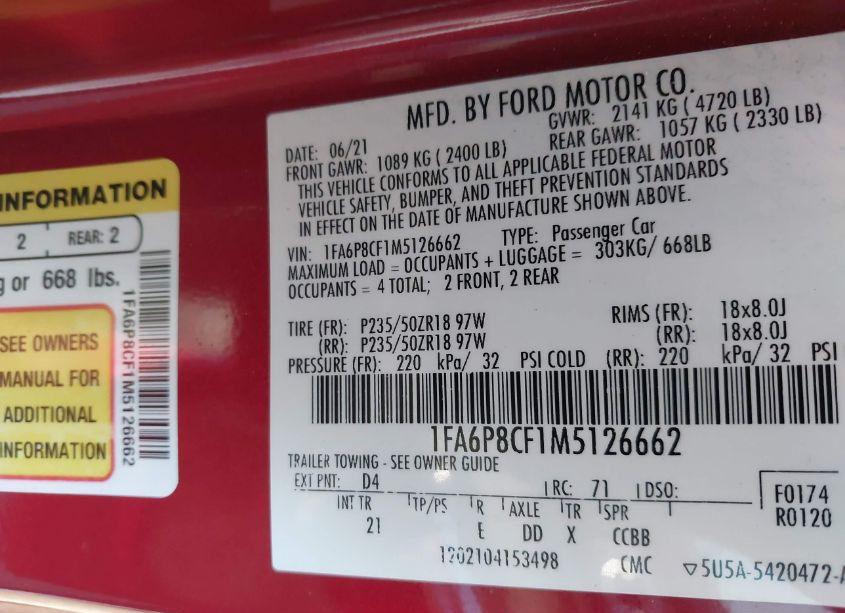 INFORMATION
2 REAR: 2
g or 668 lbs.
SEE OWNERS
MANUAL FOR
ADDITIONAL
INFORMATION
1FA6P8CF1M5126662
MFD. BY FORD MOTOR CO.
DATE: 06/21 GVWR: 2141 KG ( 4720 LB)
FRONT GAWR: 1089 KG ( 2400 LB) REAR GAWR: 1057 KG ( 2330 LB)
THIS VEHICLE CONFORMS TO ALL APPLICABLE FEDERAL MOTOR
VEHICLE SAFETY, BUMPER, AND THEFT PREVENTION STANDARDS
IN EFFECT ON THE DATE OF MANUFACTURE SHOWN ABOVE.
VIN: 1FA6P8CF1M5126662 TYPE: Passenger Car
MAXIMUM LOAD = OCCUPANTS + LUGGAGE = 303KG/ 668LB
OCCUPANTS = 4 TOTAL; 2 FRONT, 2 REAR
TIRE (FR): P235/50ZR18 97W RIMS (FR): 18x8.0J
(RR): P235/50ZR18 97W (RR): 18x8.0J
PRESSURE (FR): 220 kPa/ 32 PSI COLD (RR): 220 kPa/ 32 PSI
1FA6P8CF1M5126662
TRAILER TOWING - SEE OWNER GUIDE
EXT PNT: D4 RC: 71 DSO: F0174
INT TR TP/PS R AXLE TR SPR R0120
21 E DD X CCBB
1202104153498 CMC ▽5U5A-5420472-A